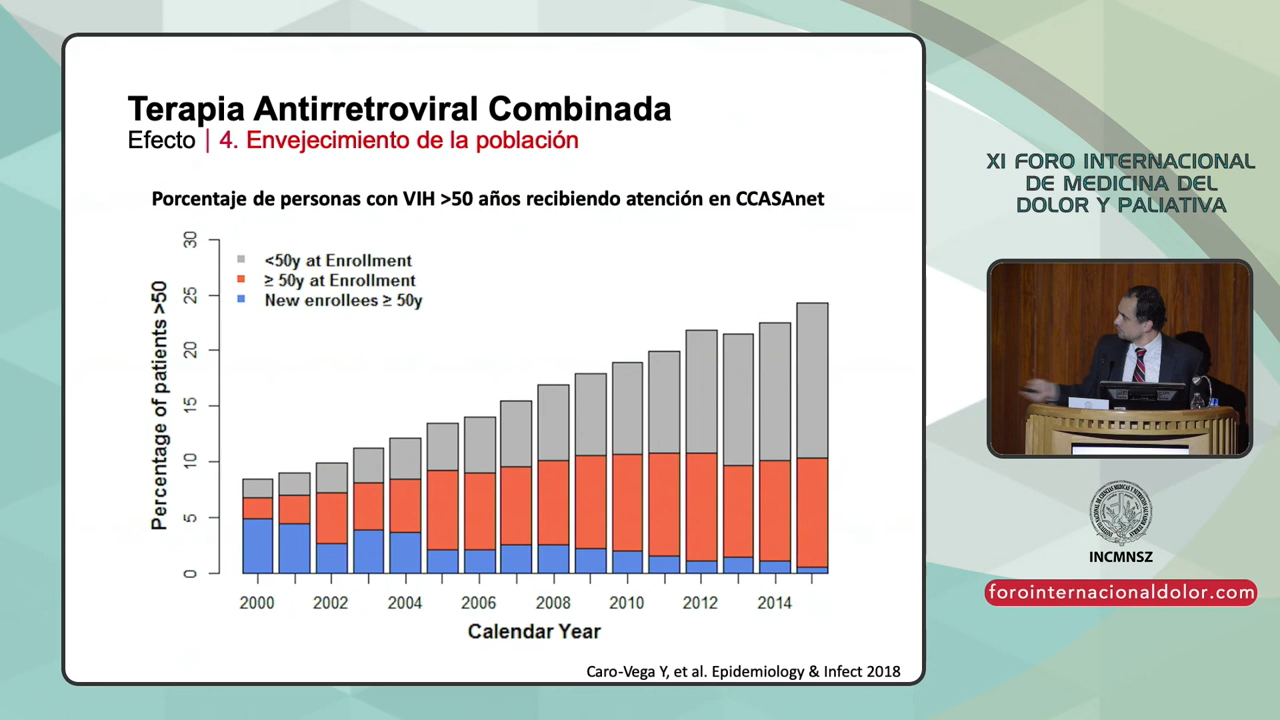 Terapia Antirretroviral Combinada
Efecto | 4. Envejecimiento de la población
Porcentaje de personas con VIH >50 años recibiendo atención en CCASAnet
<50y at Enrollment
≥ 50y at Enrollment
New enrollees ≥ 50y
Percentage of patients >50
30
25
20
15
10
5
0
2000 2002 2004 2006 2008 2010 2012 2014
Calendar Year
Caro-Vega Y, et al. Epidemiology & Infect 2018
XI FORO INTERNACIONAL
DE MEDICINA DEL
DOLOR Y PALIATIVA
INCMNSZ
forointernacionaldolor.com